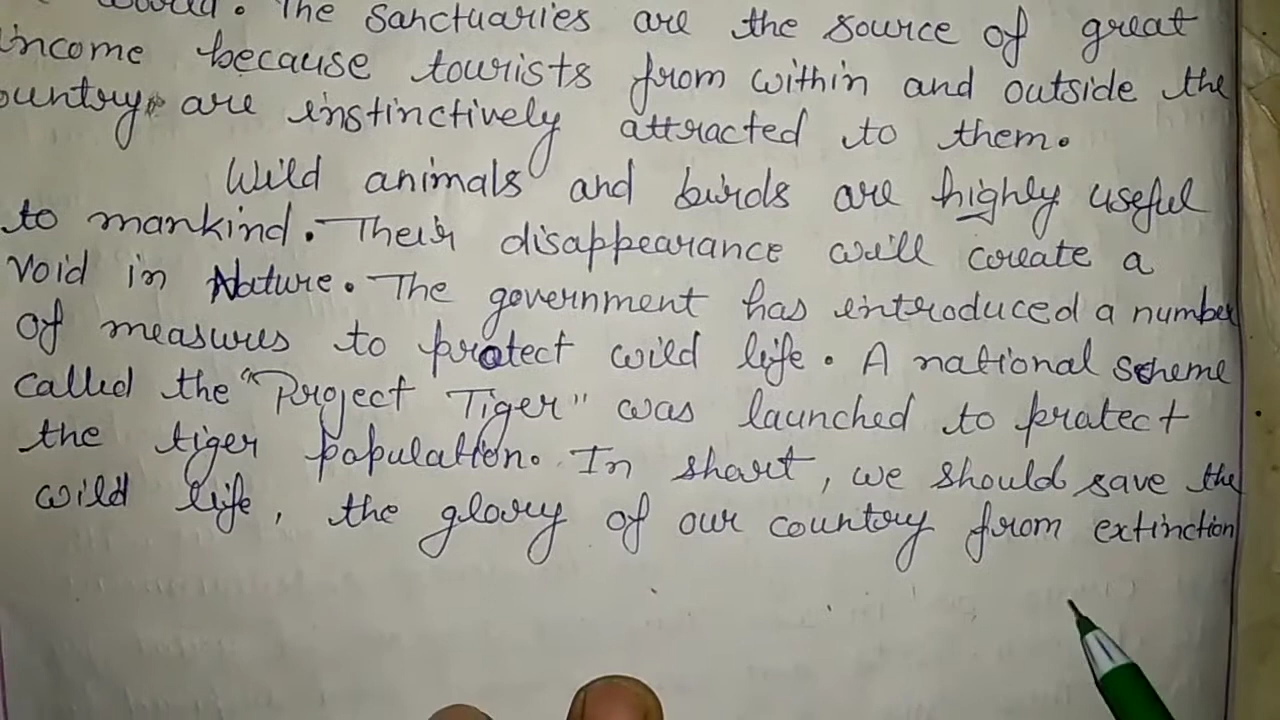 world. The Sanctuaries are the source of great
income because tourists from within and outside the
ountry are instinctively attracted to them.
Wild animals and birds are highly useful
to mankind. Their disappearance will create a
void in Nature. The government has introduced a number
of measures to protect wild life. A national Scheme
called the "Project Tiger" was launched to pratect
the tiger population. In short, we should save the
wild life, the glory of our country from extinction